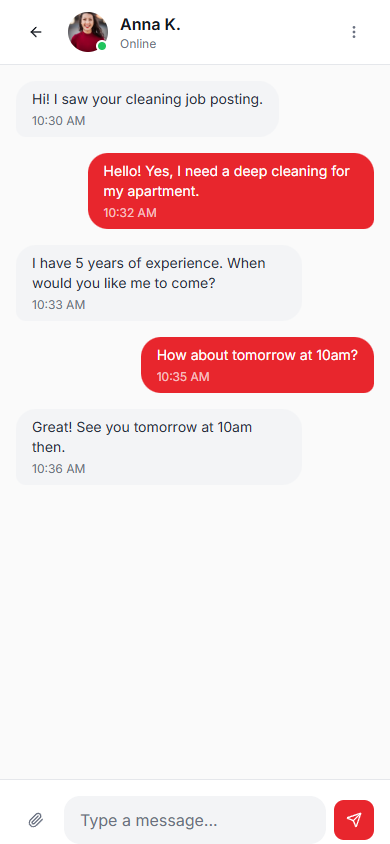 Anna K.
Online
Hi! I saw your cleaning job posting.
10:30 AM
Hello! Yes, I need a deep cleaning for
my apartment.
10:32 AM
I have 5 years of experience. When
would you like me to come?
10:33 AM
How about tomorrow at 10am?
10:35 AM
Great! See you tomorrow at 10am
then.
10:36 AM
Type a message...